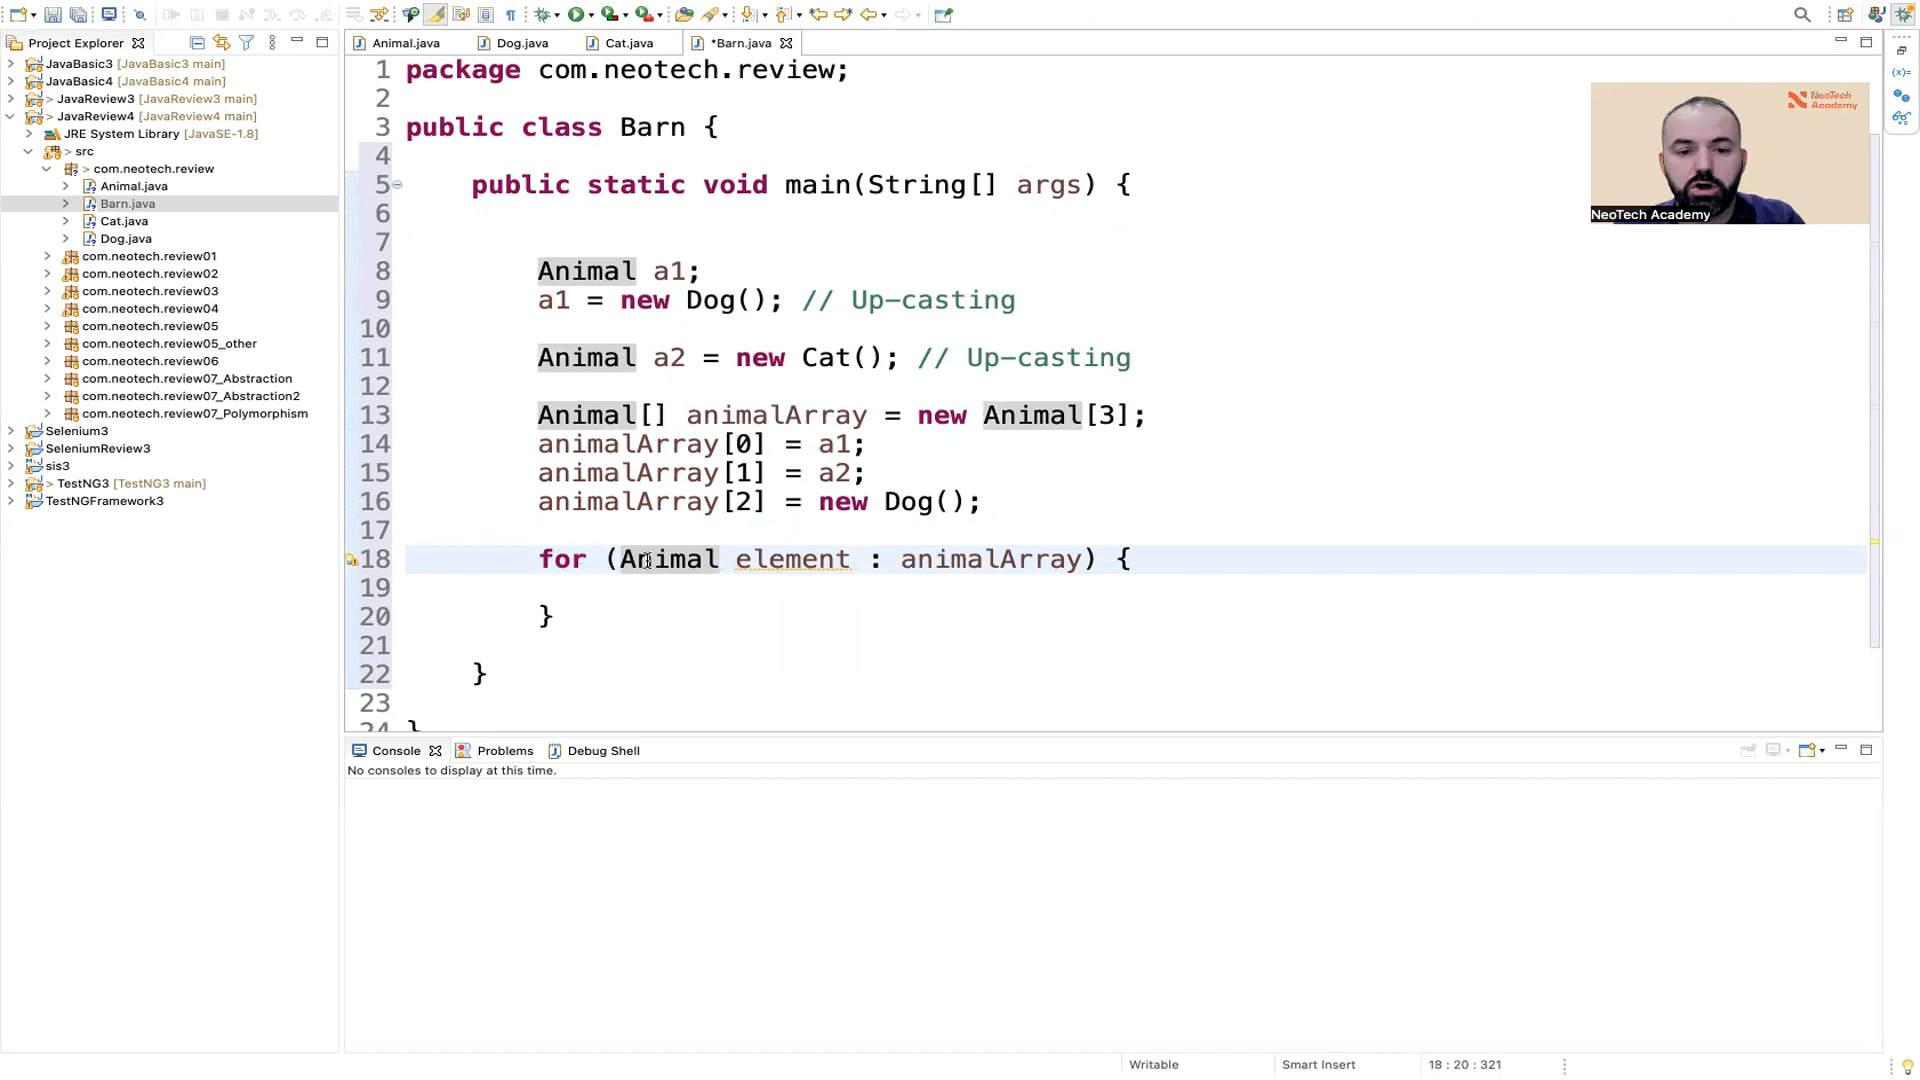 Project Explorer
Animal.java
Dog.java
Cat.java
*Barn.java
JavaBasic3 [JavaBasic3 main]
JavaBasic4 [JavaBasic4 main]
> JavaReview3 [JavaReview3 main]
> JavaReview4 [JavaReview4 main]
JRE System Library [JavaSE-1.8]
src
> com.neotech.review
Animal.java
Barn.java
Cat.java
Dog.java
com.neotech.review01
com.neotech.review02
com.neotech.review03
com.neotech.review04
com.neotech.review05
com.neotech.review05_other
com.neotech.review06
com.neotech.review07_Abstraction
com.neotech.review07_Abstraction2
com.neotech.review07_Polymorphism
Selenium3
SeleniumReview3
sis3
> TestNG3 [TestNG3 main]
TestNGFramework3
1 package com.neotech.review;
2
3 public class Barn {
4
5 public static void main(String[] args) {
6
7
8 Animal a1;
9 a1 = new Dog(); // Up-casting
10
11 Animal a2 = new Cat(); // Up-casting
12
13 Animal[] animalArray = new Animal[3];
14 animalArray[0] = a1;
15 animalArray[1] = a2;
16 animalArray[2] = new Dog();
17
18 for (Animal element : animalArray) {
19
20 }
21
22 }
23
24 }
NeoTech
Academy
NeoTech Academy
Console
Problems
Debug Shell
No consoles to display at this time.
Writable
Smart Insert
18 : 20 : 321